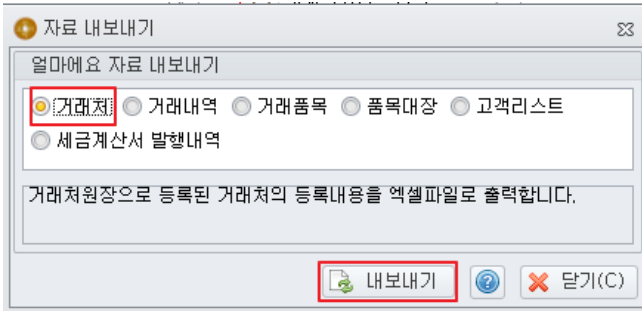 자료 내보내기
얼마에요 자료 내보내기
거래처 거래내역 거래품목 품목대장 고객리스트
세금계산서 발행내역
거래처원장으로 등록된 거래처의 등록내용을 엑셀파일로 출력합니다.
내보내기 ? 닫기(C)